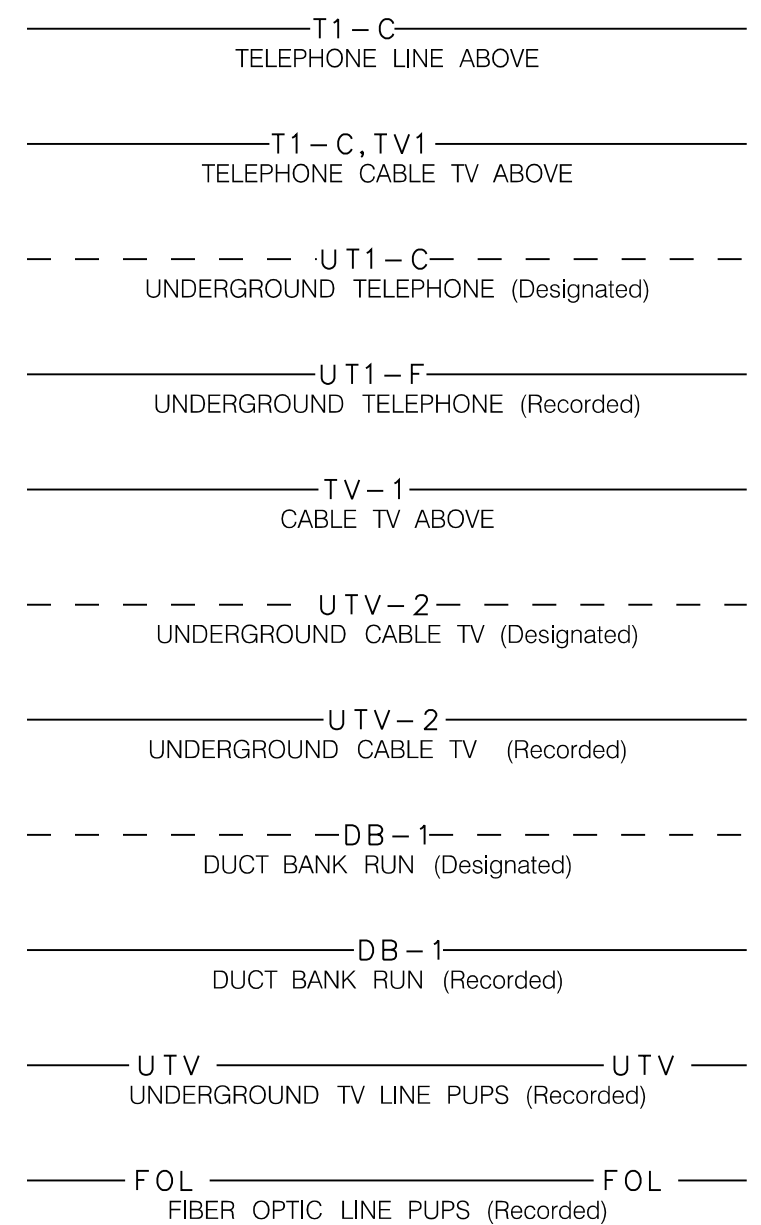 T1-C
TELEPHONE LINE ABOVE
T1-C,TV1
TELEPHONE CABLE TV ABOVE
UT1-C
UNDERGROUND TELEPHONE (Designated)
UT1-F
UNDERGROUND TELEPHONE (Recorded)
TV-1
CABLE TV ABOVE
UTV-2
UNDERGROUND CABLE TV (Designated)
UTV-2
UNDERGROUND CABLE TV (Recorded)
DB-1
DUCT BANK RUN (Designated)
DB-1
DUCT BANK RUN (Recorded)
UTV UTV
UNDERGROUND TV LINE PUPS (Recorded)
FOL FOL
FIBER OPTIC LINE PUPS (Recorded)